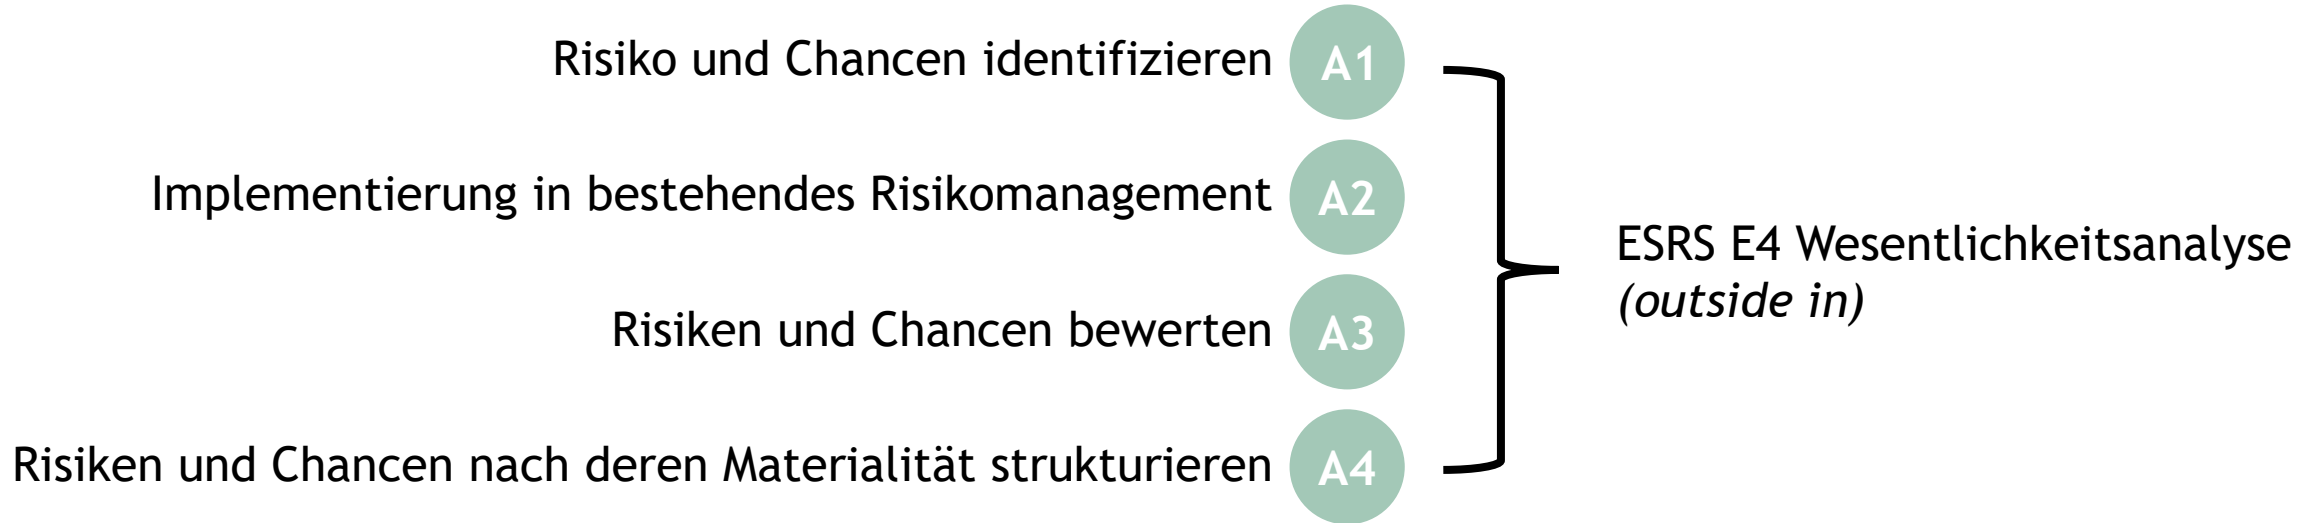 Risiko und Chancen identifizieren A1
Implementierung in bestehendes Risikomanagement A2
ESRS E4 Wesentlichkeitsanalyse
(outside in)
Risiken und Chancen bewerten A3
Risiken und Chancen nach deren Materialität strukturieren A4